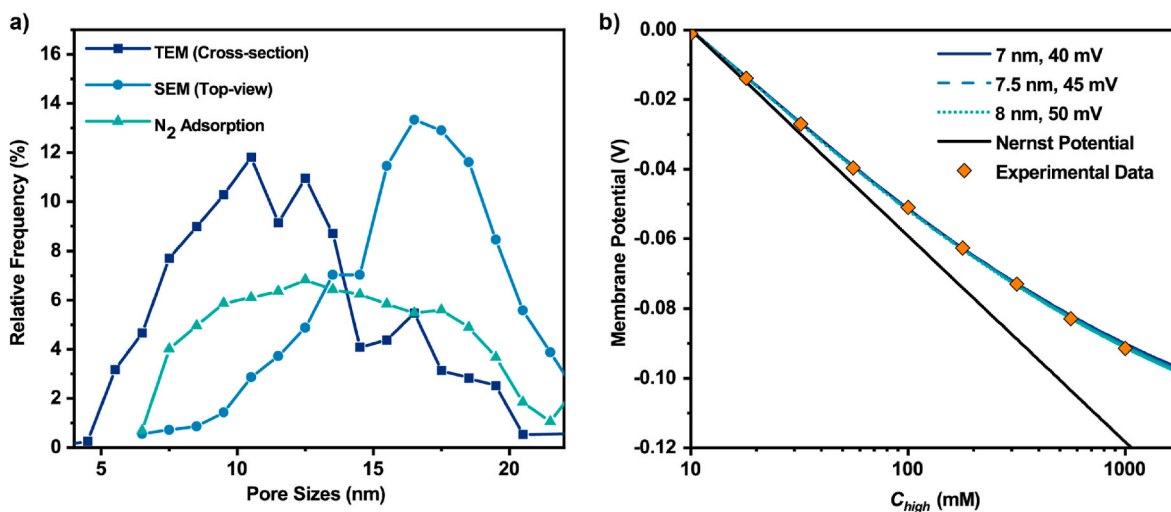 a)
16
14
12
10
8
6
4
2
0
Relative Frequency (%)
TEM (Cross-section)
SEM (Top-view)
N2 Adsorption
5
10
15
20
Pore Sizes (nm)
b)
0.00
-0.02
-0.04
-0.06
-0.08
-0.10
-0.12
Membrane Potential (V)
7 nm, 40 mV
7.5 nm, 45 mV
8 nm, 50 mV
Nernst Potential
Experimental Data
10
100
1000
Chigh (mM)